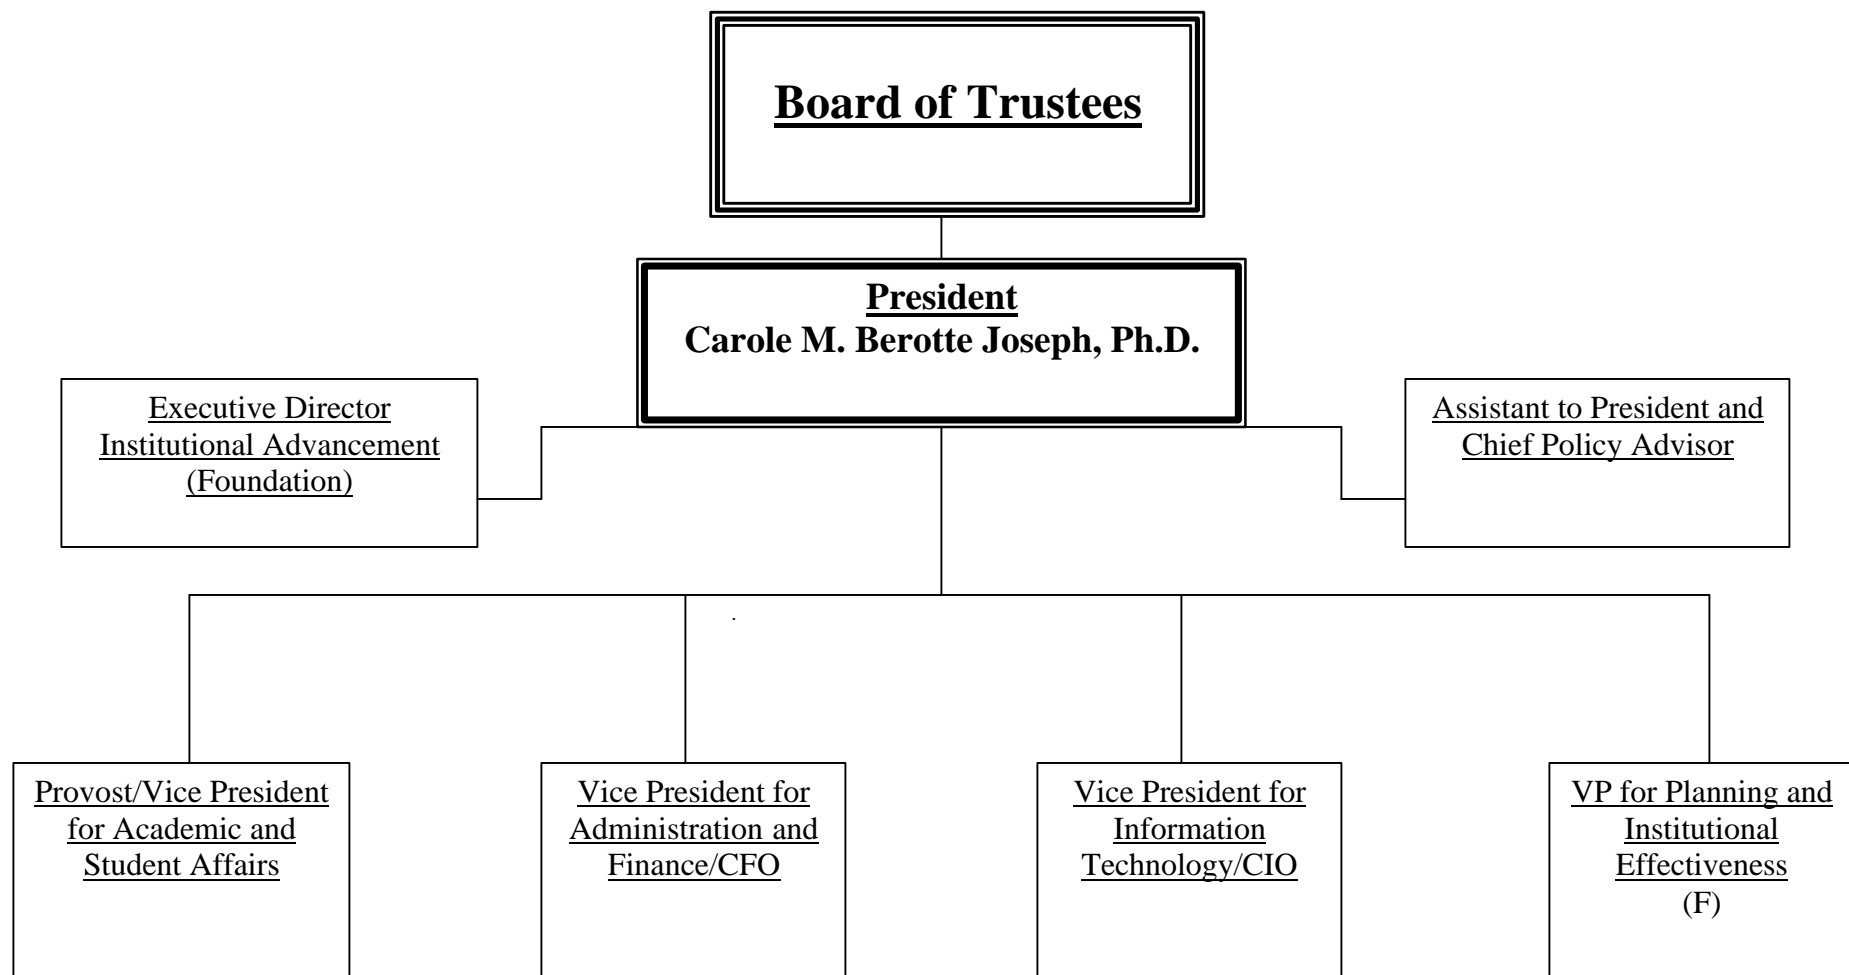 Board of Trustees
President
Carole M. Berotte Joseph, Ph.D.
Executive Director
Institutional Advancement
(Foundation)
Assistant to President and
Chief Policy Advisor
Provost/Vice President
for Academic and
Student Affairs
Vice President for
Administration and
Finance/CFO
Vice President for
Information
Technology/CIO
VP for Planning and
Institutional
Effectiveness
(F)